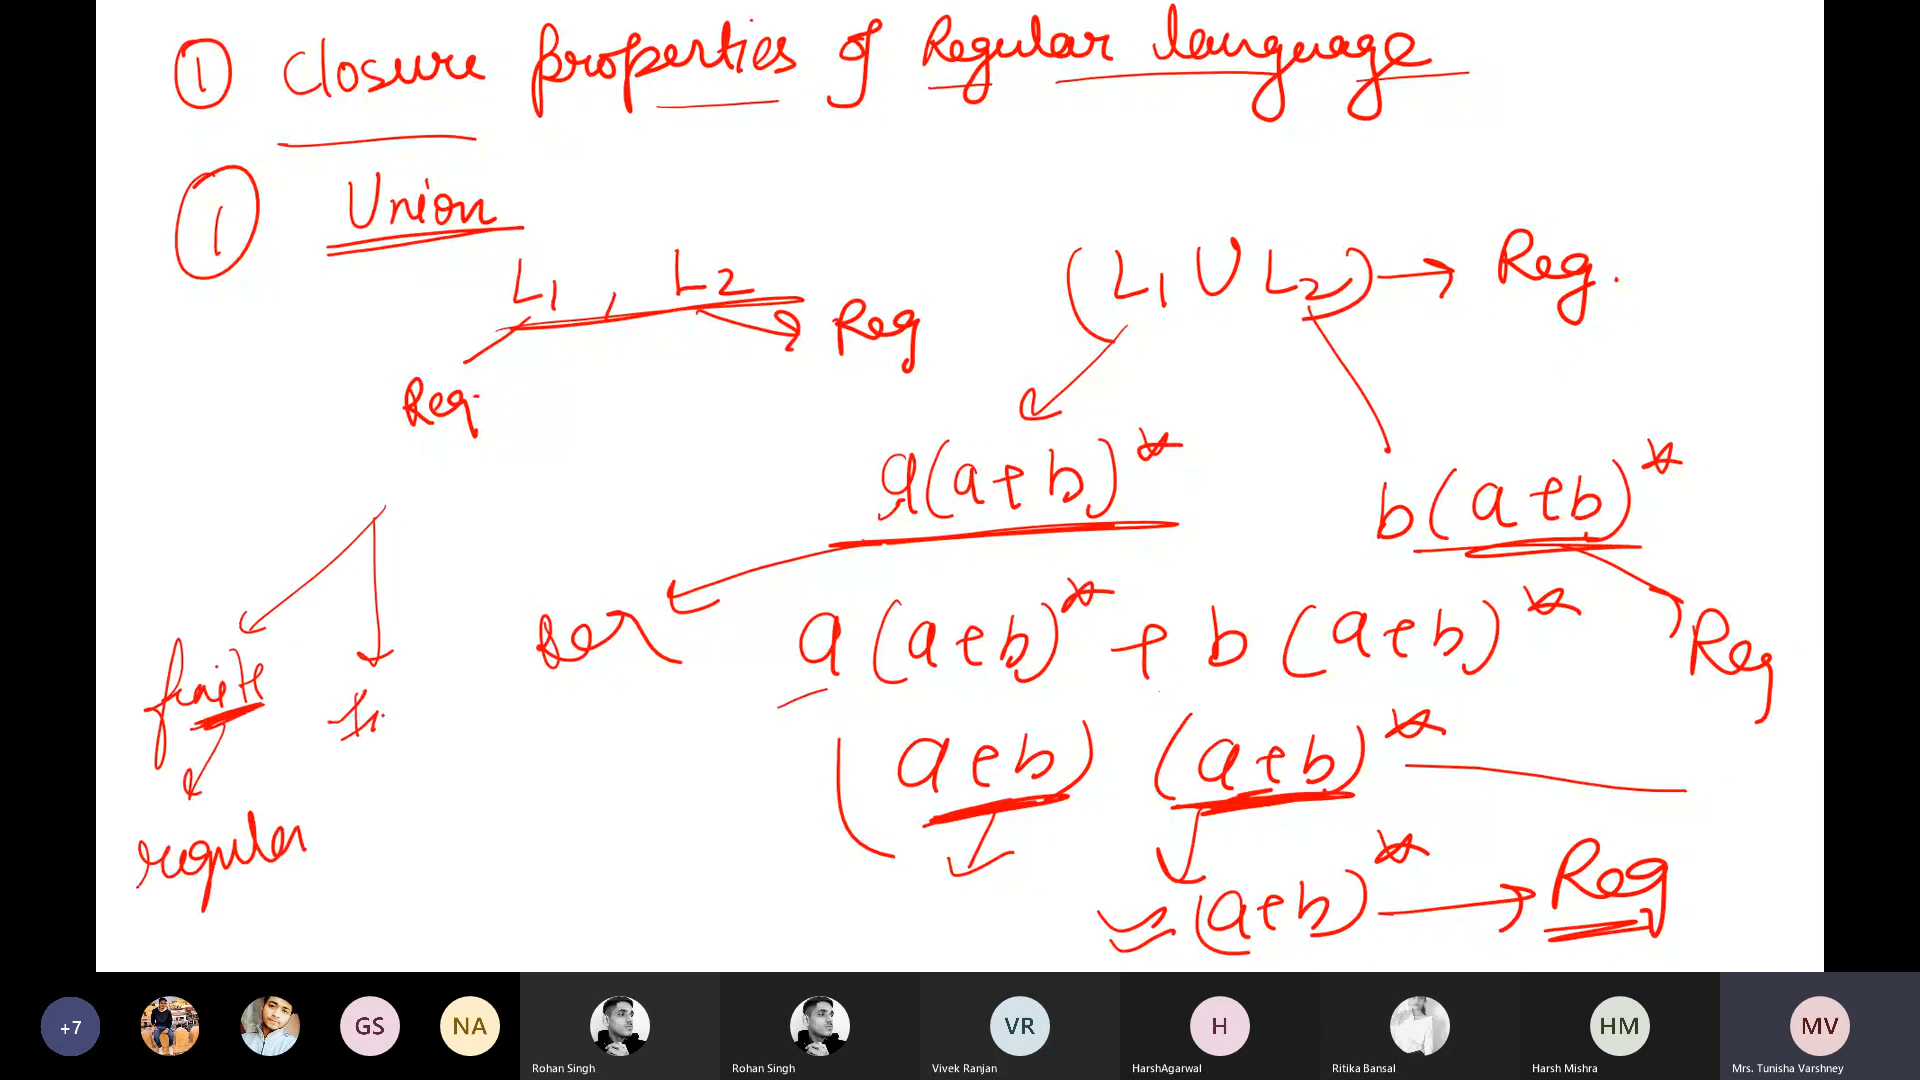 ① Closure properties of Regular language
① Union
L₁ , L₂
(L₁ ∪ L₂) → Reg.
Reg
Reg
a(a+b)*
b(a+b)*
a(a+b)* + b(a+b)*
Reg
finite
(a+b) (a+b)*
regular
(a+b)* → Reg
+7
GS
NA
VR
H
HM
MV
Rohan Singh
Rohan Singh
Vivek Ranjan
HarshAgarwal
Ritika Bansal
Harsh Mishra
Mrs. Tunisha Varshney